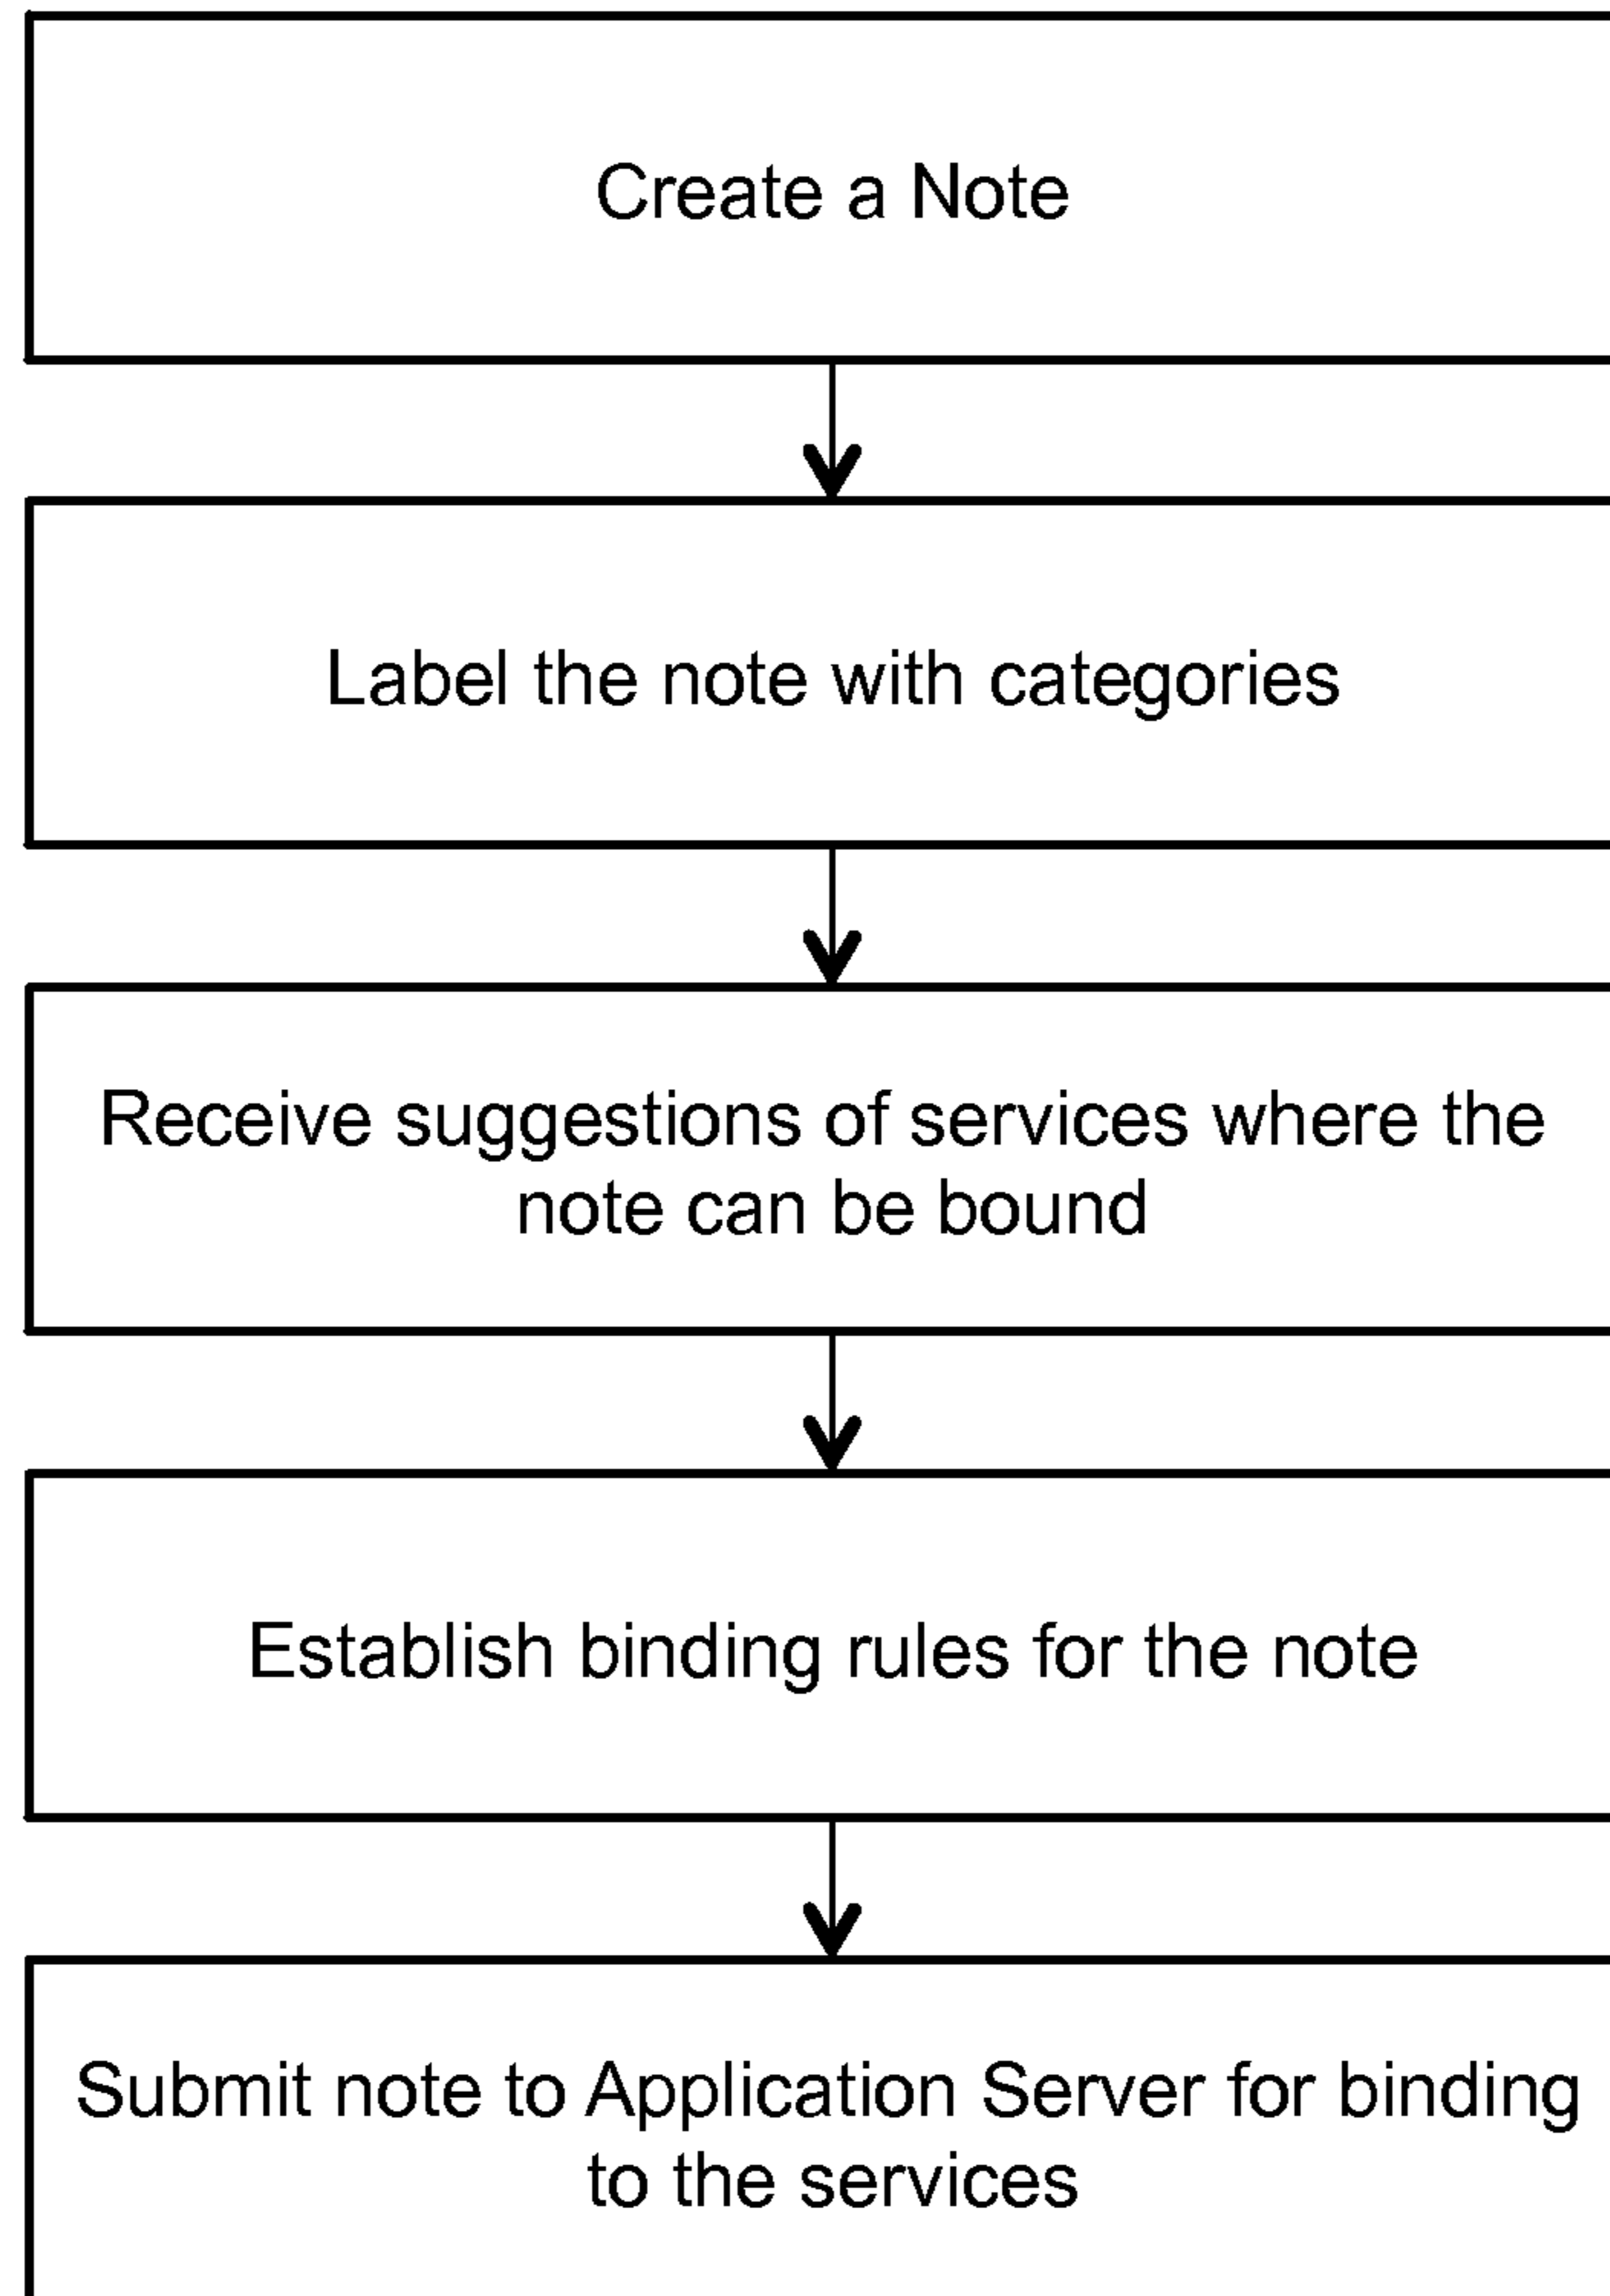 Create a Note
Label the note with categories
Receive suggestions of services where the
note can be bound
Establish binding rules for the note
Submit note to Application Server for binding
to the services